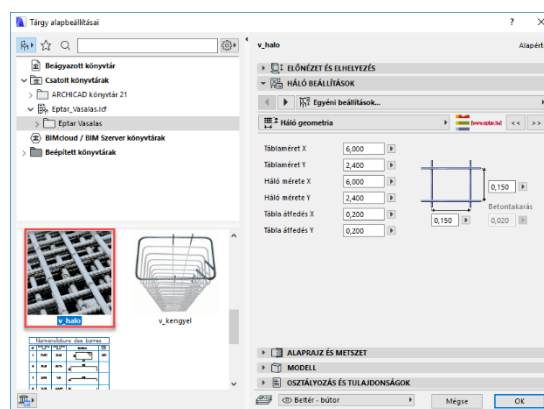 Tárgy alapbeállításai
? ×
Beágyazott könyvtár
Csatolt könyvtárak
ARCHICAD könyvtár 21
Eptar_Vasalas.lcf
Eptar Vasalas
BIMcloud / BIM Szerver könyvtárak
Beépített könyvtárak
v_halo
v_kengyel
v_halo
Alapért
ELŐNÉZET ÉS ELHELYEZÉS
HÁLÓ BEÁLLÍTÁSOK
Egyéni beállítások...
Háló geometria
<< >>
Táblaméret X 6,000
Táblaméret Y 2,400
Háló mérete X 6,000
Háló mérete Y 2,400
Tábla átfedés X 0,200
Tábla átfedés Y 0,200
0,150
Betontakarás
0,150
0,020
ALAPRAJZ ÉS METSZET
MODELL
OSZTÁLYOZÁS ÉS TULAJDONSÁGOK
Beltér - bútor
Mégse
OK